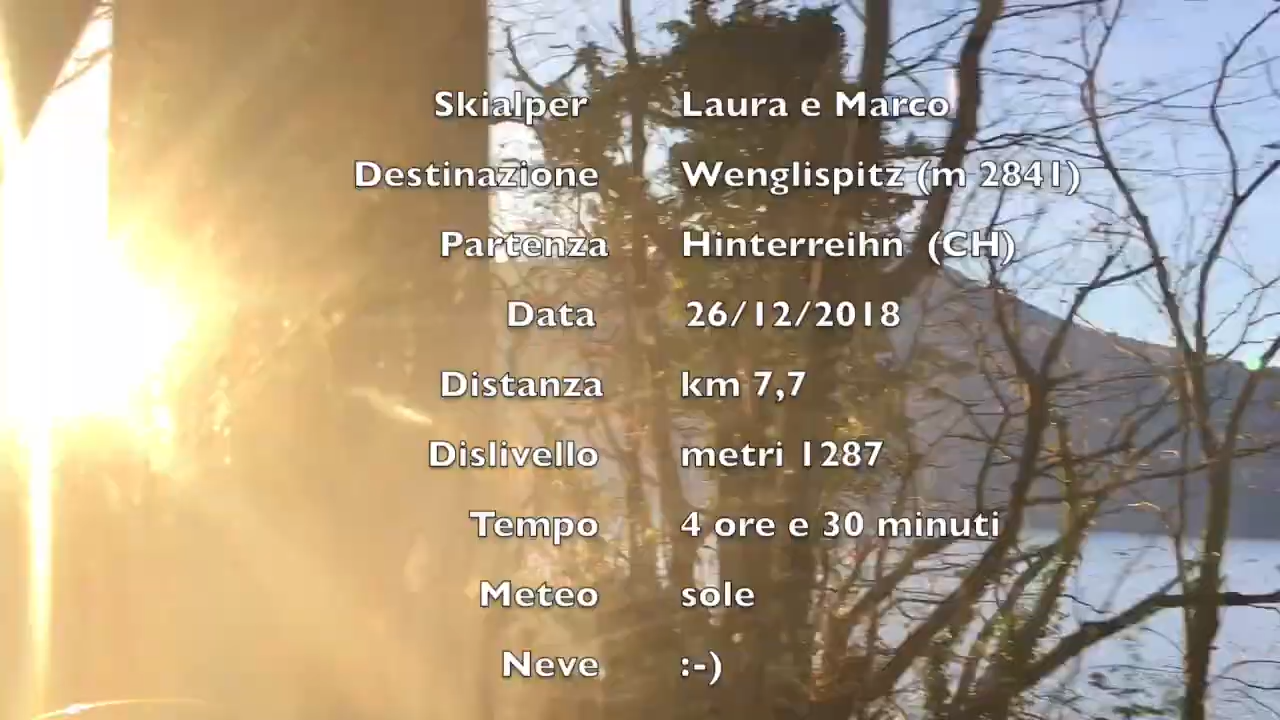 Skialper Laura e Marco
Destinazione Wenglispitz (m 2841)
Partenza Hinterreihn (CH)
Data 26/12/2018
Distanza km 7,7
Dislivello metri 1287
Tempo 4 ore e 30 minuti
Meteo sole
Neve :-)